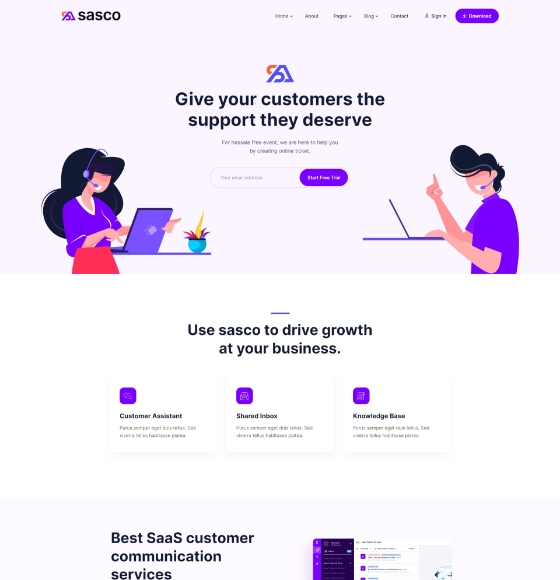 sasco
Home About Pages Blog Contact Sign in Download
Give your customers the
support they deserve
For hassale free event, we are here to help you
by creating online ticket.
Your email address Start Free Trial
Use sasco to drive growth
at your business.
Customer Assistant
Purus semper eget duis tellus. Sed
viverra tellus habitasse platea.
Shared Inbox
Purus semper eget duis tellus. Sed
viverra tellus habitasse platea.
Knowledge Base
Purus semper eget duis tellus. Sed
viverra tellus habitasse platea.
Best SaaS customer
communication
services